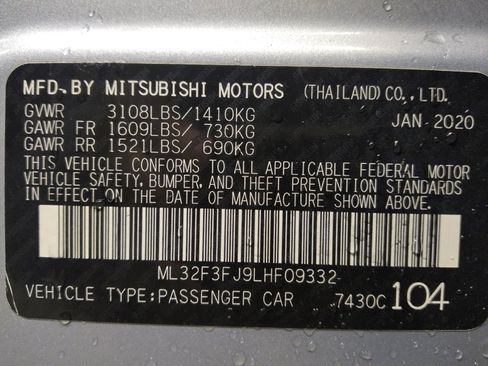 MFD.BY MITSUBISHI MOTORS (THAILAND)CO.,LTD.
GVWR 3108LBS/1410KG JAN 2020
GAWR FR 1609LBS/ 730KG
GAWR RR 1521LBS/ 690KG
THIS VEHICLE CONFORMS TO ALL APPLICABLE FEDERAL MOTOR
VEHICLE SAFETY, BUMPER, AND THEFT PREVENTION STANDARDS
IN EFFECT ON THE DATE OF MANUFACTURE SHOWN ABOVE.
ML32F3FJ9LHF09332
VEHICLE TYPE:PASSENGER CAR 7430C 104